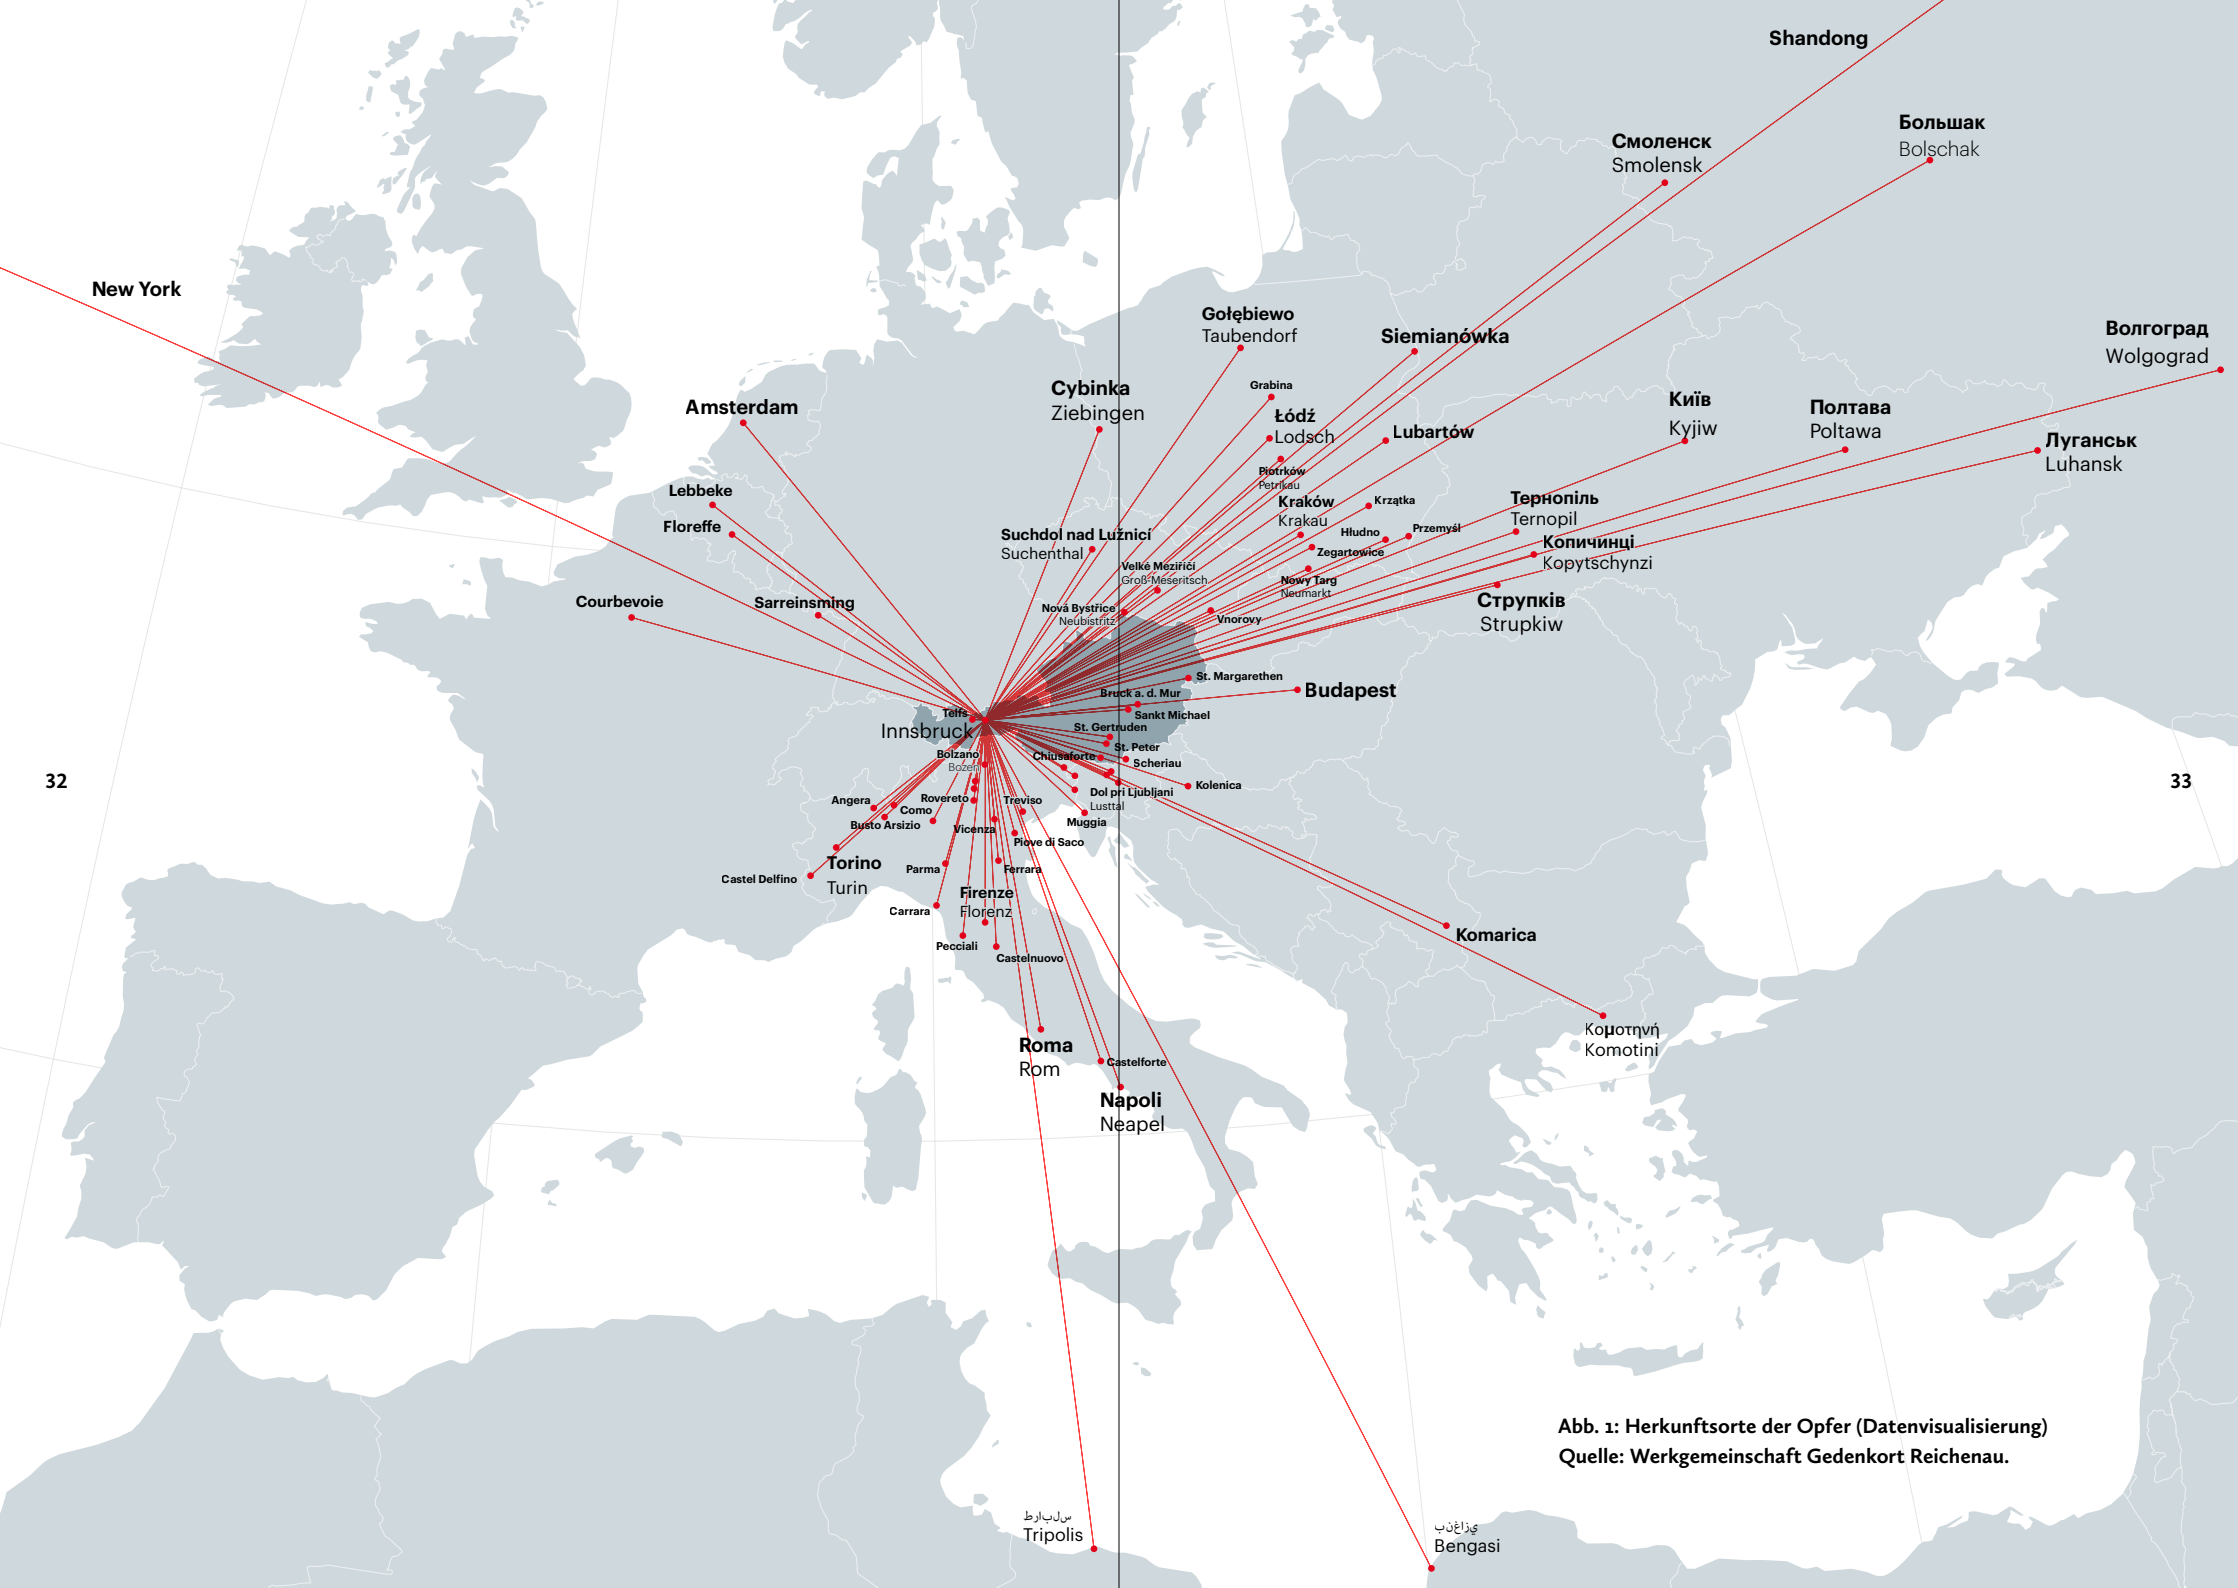 Shandong
Большак
Bolschak
Смоленск
Smolensk
New York
Gołębiewo
Taubendorf
Siemianówka
Волгоград
Wolgograd
Cybinka
Ziebingen
Grabina
Amsterdam
Łódź
Lodsch
Lubartów
Київ
Kyjiw
Полтава
Poltawa
Луганськ
Luhansk
Piotrków
Petrikau
Lebbeke
Floreffe
Kraków
Krakau
Krzątka
Тернопіль
Ternopil
Suchdol nad Lužnicí
Suchenthal
Hłudno
Przemyśl
Zegartowice
Копичинці
Kopytschynzi
Velké Meziříčí
Groß-Meseritsch
Nowy Targ
Neumarkt
Courbevoie
Sarreinsming
Nová Bystřice
Neubistritz
Vnorovy
Струпків
Strupkiw
St. Margarethen
Bruck a. d. Mur
Budapest
Telfs
Innsbruck
Sankt Michael
St. Gertruden
St. Peter
Bolzano
Bozen
Chiusaforte
Scheriau
32
33
Kolenica
Dol pri Ljubljani
Lusttal
Angera
Como
Rovereto
Treviso
Busto Arsizio
Vicenza
Muggia
Piove di Saco
Torino
Turin
Castel Delfino
Parma
Ferrara
Firenze
Florenz
Carrara
Pecciali
Castelnuovo
Komarica
Κομοτηνή
Komotini
Roma
Rom
Castelforte
Napoli
Neapel
Abb. 1: Herkunftsorte der Opfer (Datenvisualisierung)
Quelle: Werkgemeinschaft Gedenkort Reichenau.
سلبارط
Tripolis
يزاغنب
Bengasi